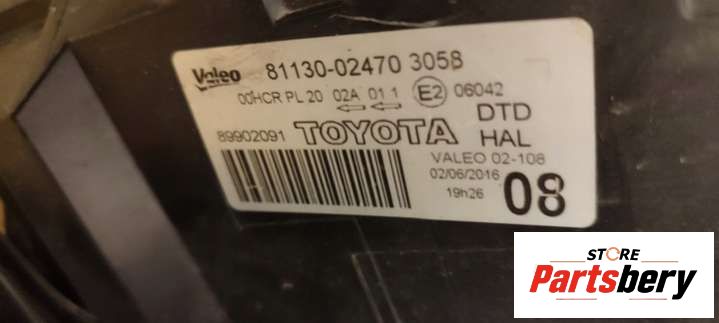 Valeo 81130-02470 3058
00HCR PL 20 02A 01 1 E2 06042
89902091 TOYOTA DTD
HAL
VALEO 02-108
02/06/2016
19h26 08
STORE
Partsbery